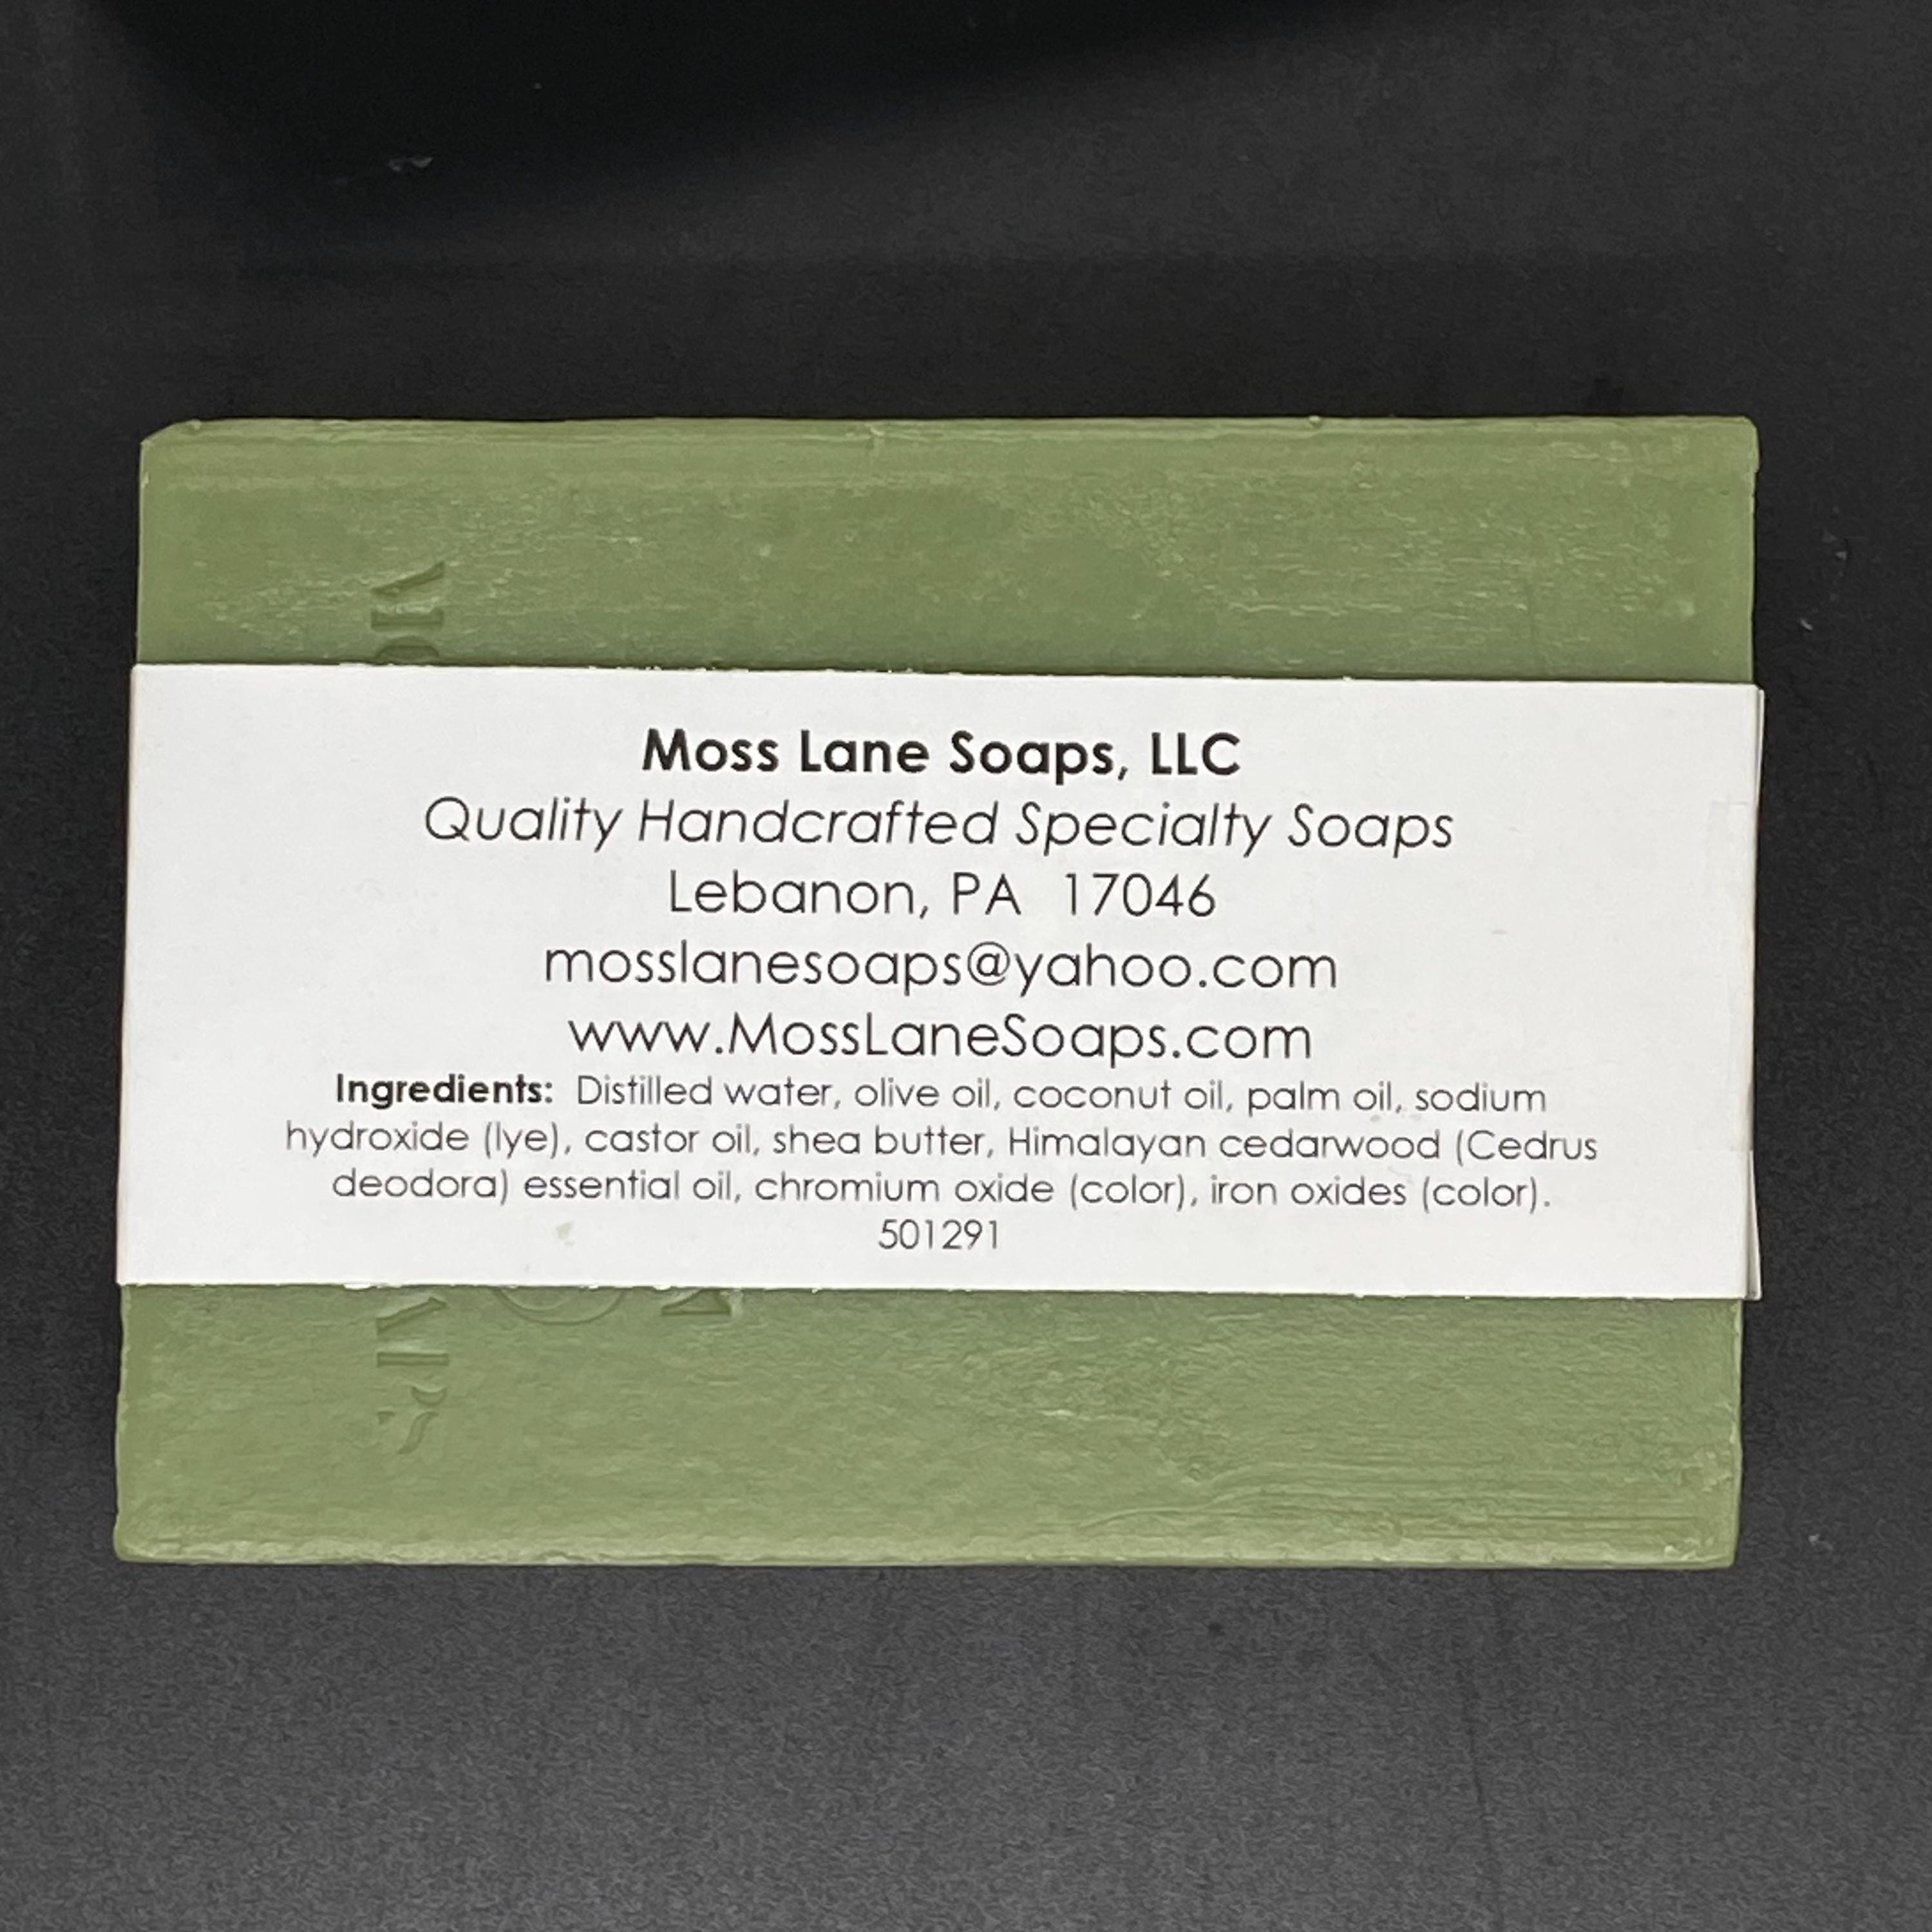 Moss Lane Soaps, LLC
Quality Handcrafted Specialty Soaps
Lebanon, PA 17046
mosslanesoaps@yahoo.com
www.MossLaneSoaps.com
Ingredients: Distilled water, olive oil, coconut oil, palm oil, sodium
hydroxide (lye), castor oil, shea butter, Himalayan cedarwood (Cedrus
deodora) essential oil, chromium oxide (color), iron oxides (color).
501291